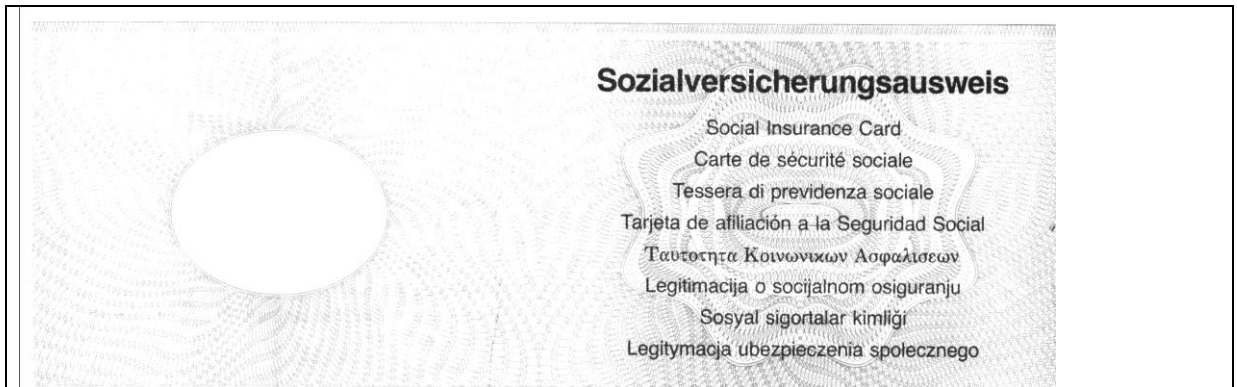 Sozialversicherungsausweis
Social Insurance Card
Carte de sécurité sociale
Tessera di previdenza sociale
Tarjeta de afiliación a la Seguridad Social
Ταυτοτητα Κοινωνικων Ασφαλισεων
Legitimacija o socijalnom osiguranju
Sosyal sigortalar kimliği
Legitymacja ubezpieczenia społecznego